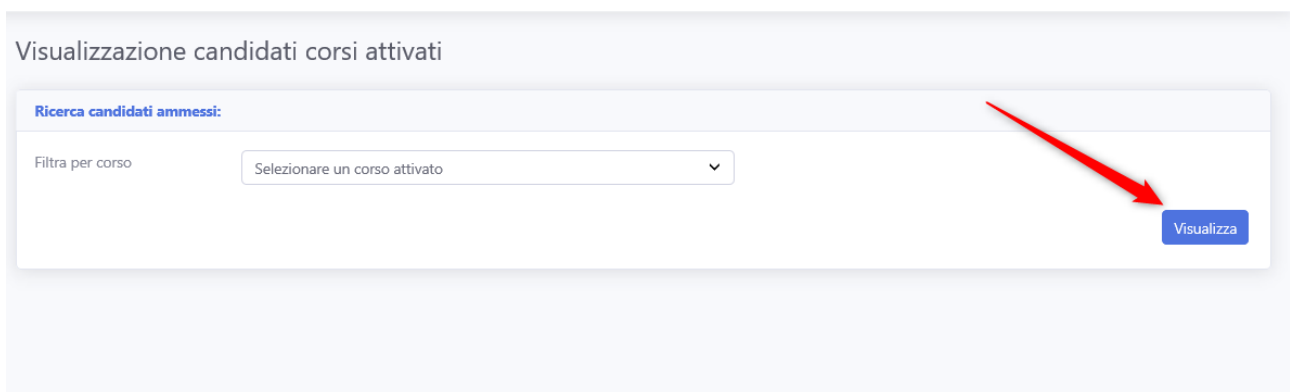 Visualizzazione candidati corsi attivati
Ricerca candidati ammessi:
Filtra per corso
Selezionare un corso attivato
Visualizza